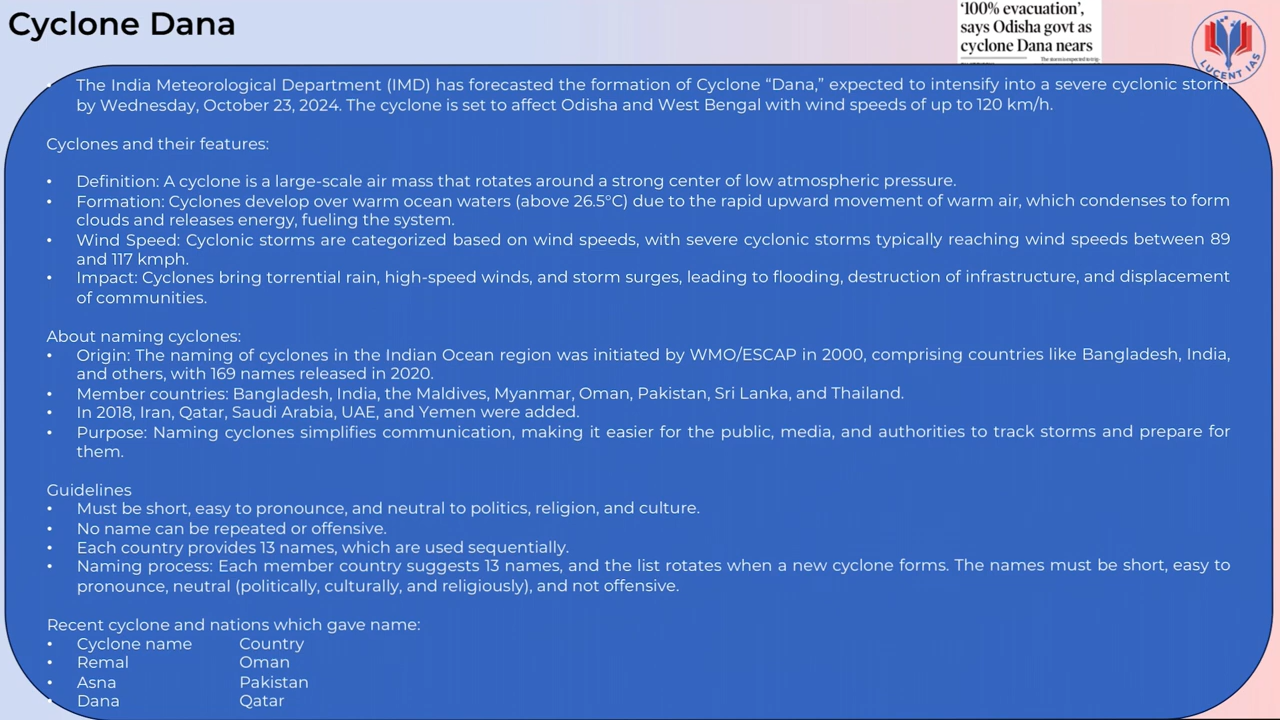 Cyclone Dana
‘100% evacuation’,
says Odisha govt as
cyclone Dana nears
LUCENT IAS
• The India Meteorological Department (IMD) has forecasted the formation of Cyclone “Dana,” expected to intensify into a severe cyclonic storm
by Wednesday, October 23, 2024. The cyclone is set to affect Odisha and West Bengal with wind speeds of up to 120 km/h.
Cyclones and their features:
• Definition: A cyclone is a large-scale air mass that rotates around a strong center of low atmospheric pressure.
• Formation: Cyclones develop over warm ocean waters (above 26.5°C) due to the rapid upward movement of warm air, which condenses to form
clouds and releases energy, fueling the system.
• Wind Speed: Cyclonic storms are categorized based on wind speeds, with severe cyclonic storms typically reaching wind speeds between 89
and 117 kmph.
• Impact: Cyclones bring torrential rain, high-speed winds, and storm surges, leading to flooding, destruction of infrastructure, and displacement
of communities.
About naming cyclones:
• Origin: The naming of cyclones in the Indian Ocean region was initiated by WMO/ESCAP in 2000, comprising countries like Bangladesh, India,
and others, with 169 names released in 2020.
• Member countries: Bangladesh, India, the Maldives, Myanmar, Oman, Pakistan, Sri Lanka, and Thailand.
• In 2018, Iran, Qatar, Saudi Arabia, UAE, and Yemen were added.
• Purpose: Naming cyclones simplifies communication, making it easier for the public, media, and authorities to track storms and prepare for
them.
Guidelines
• Must be short, easy to pronounce, and neutral to politics, religion, and culture.
• No name can be repeated or offensive.
• Each country provides 13 names, which are used sequentially.
• Naming process: Each member country suggests 13 names, and the list rotates when a new cyclone forms. The names must be short, easy to
pronounce, neutral (politically, culturally, and religiously), and not offensive.
Recent cyclone and nations which gave name:
• Cyclone name Country
• Remal Oman
• Asna Pakistan
• Dana Qatar